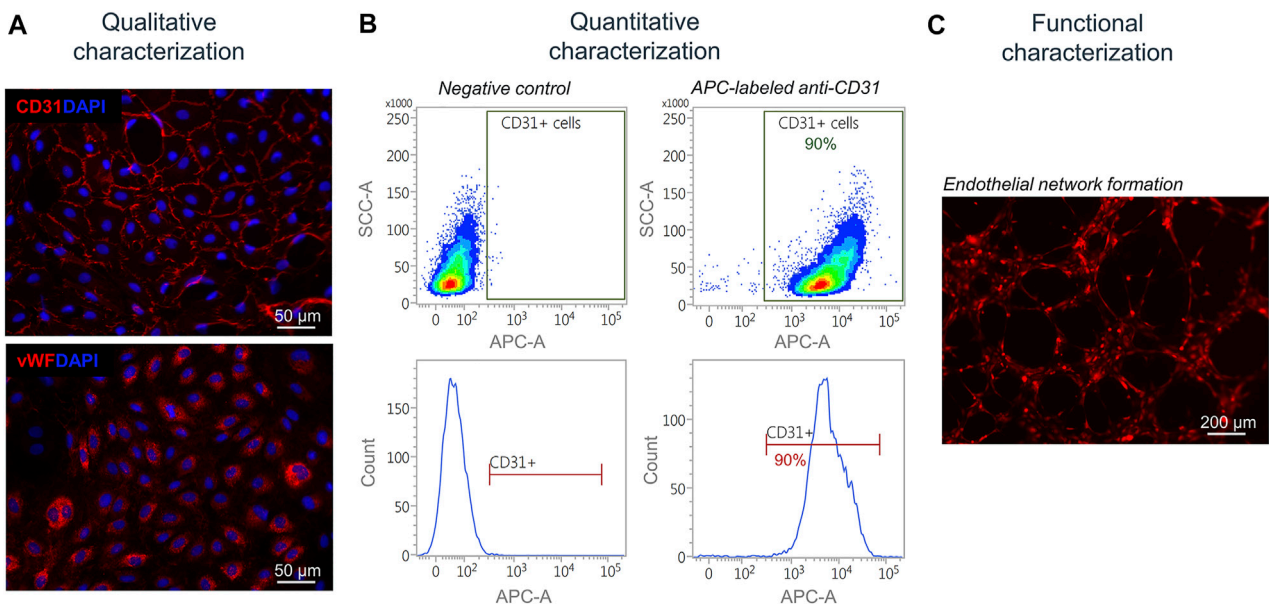 A
Qualitative
characterization
CD31DAPI
50 µm
vWFDAPI
50 µm
B
Quantitative
characterization
Negative control
x1000
250
200
150
100
50
0
SCC-A
CD31+ cells
0 10² 10³ 10⁴ 10⁵
APC-A
APC-labeled anti-CD31
x1000
250
200
150
100
50
0
SCC-A
CD31+ cells
90%
0 10² 10³ 10⁴ 10⁵
APC-A
150
100
50
0
Count
CD31+
0 10² 10³ 10⁴ 10⁵
APC-A
100
50
0
Count
CD31+
90%
0 10² 10³ 10⁴ 10⁵
APC-A
C
Functional
characterization
Endothelial network formation
200 µm